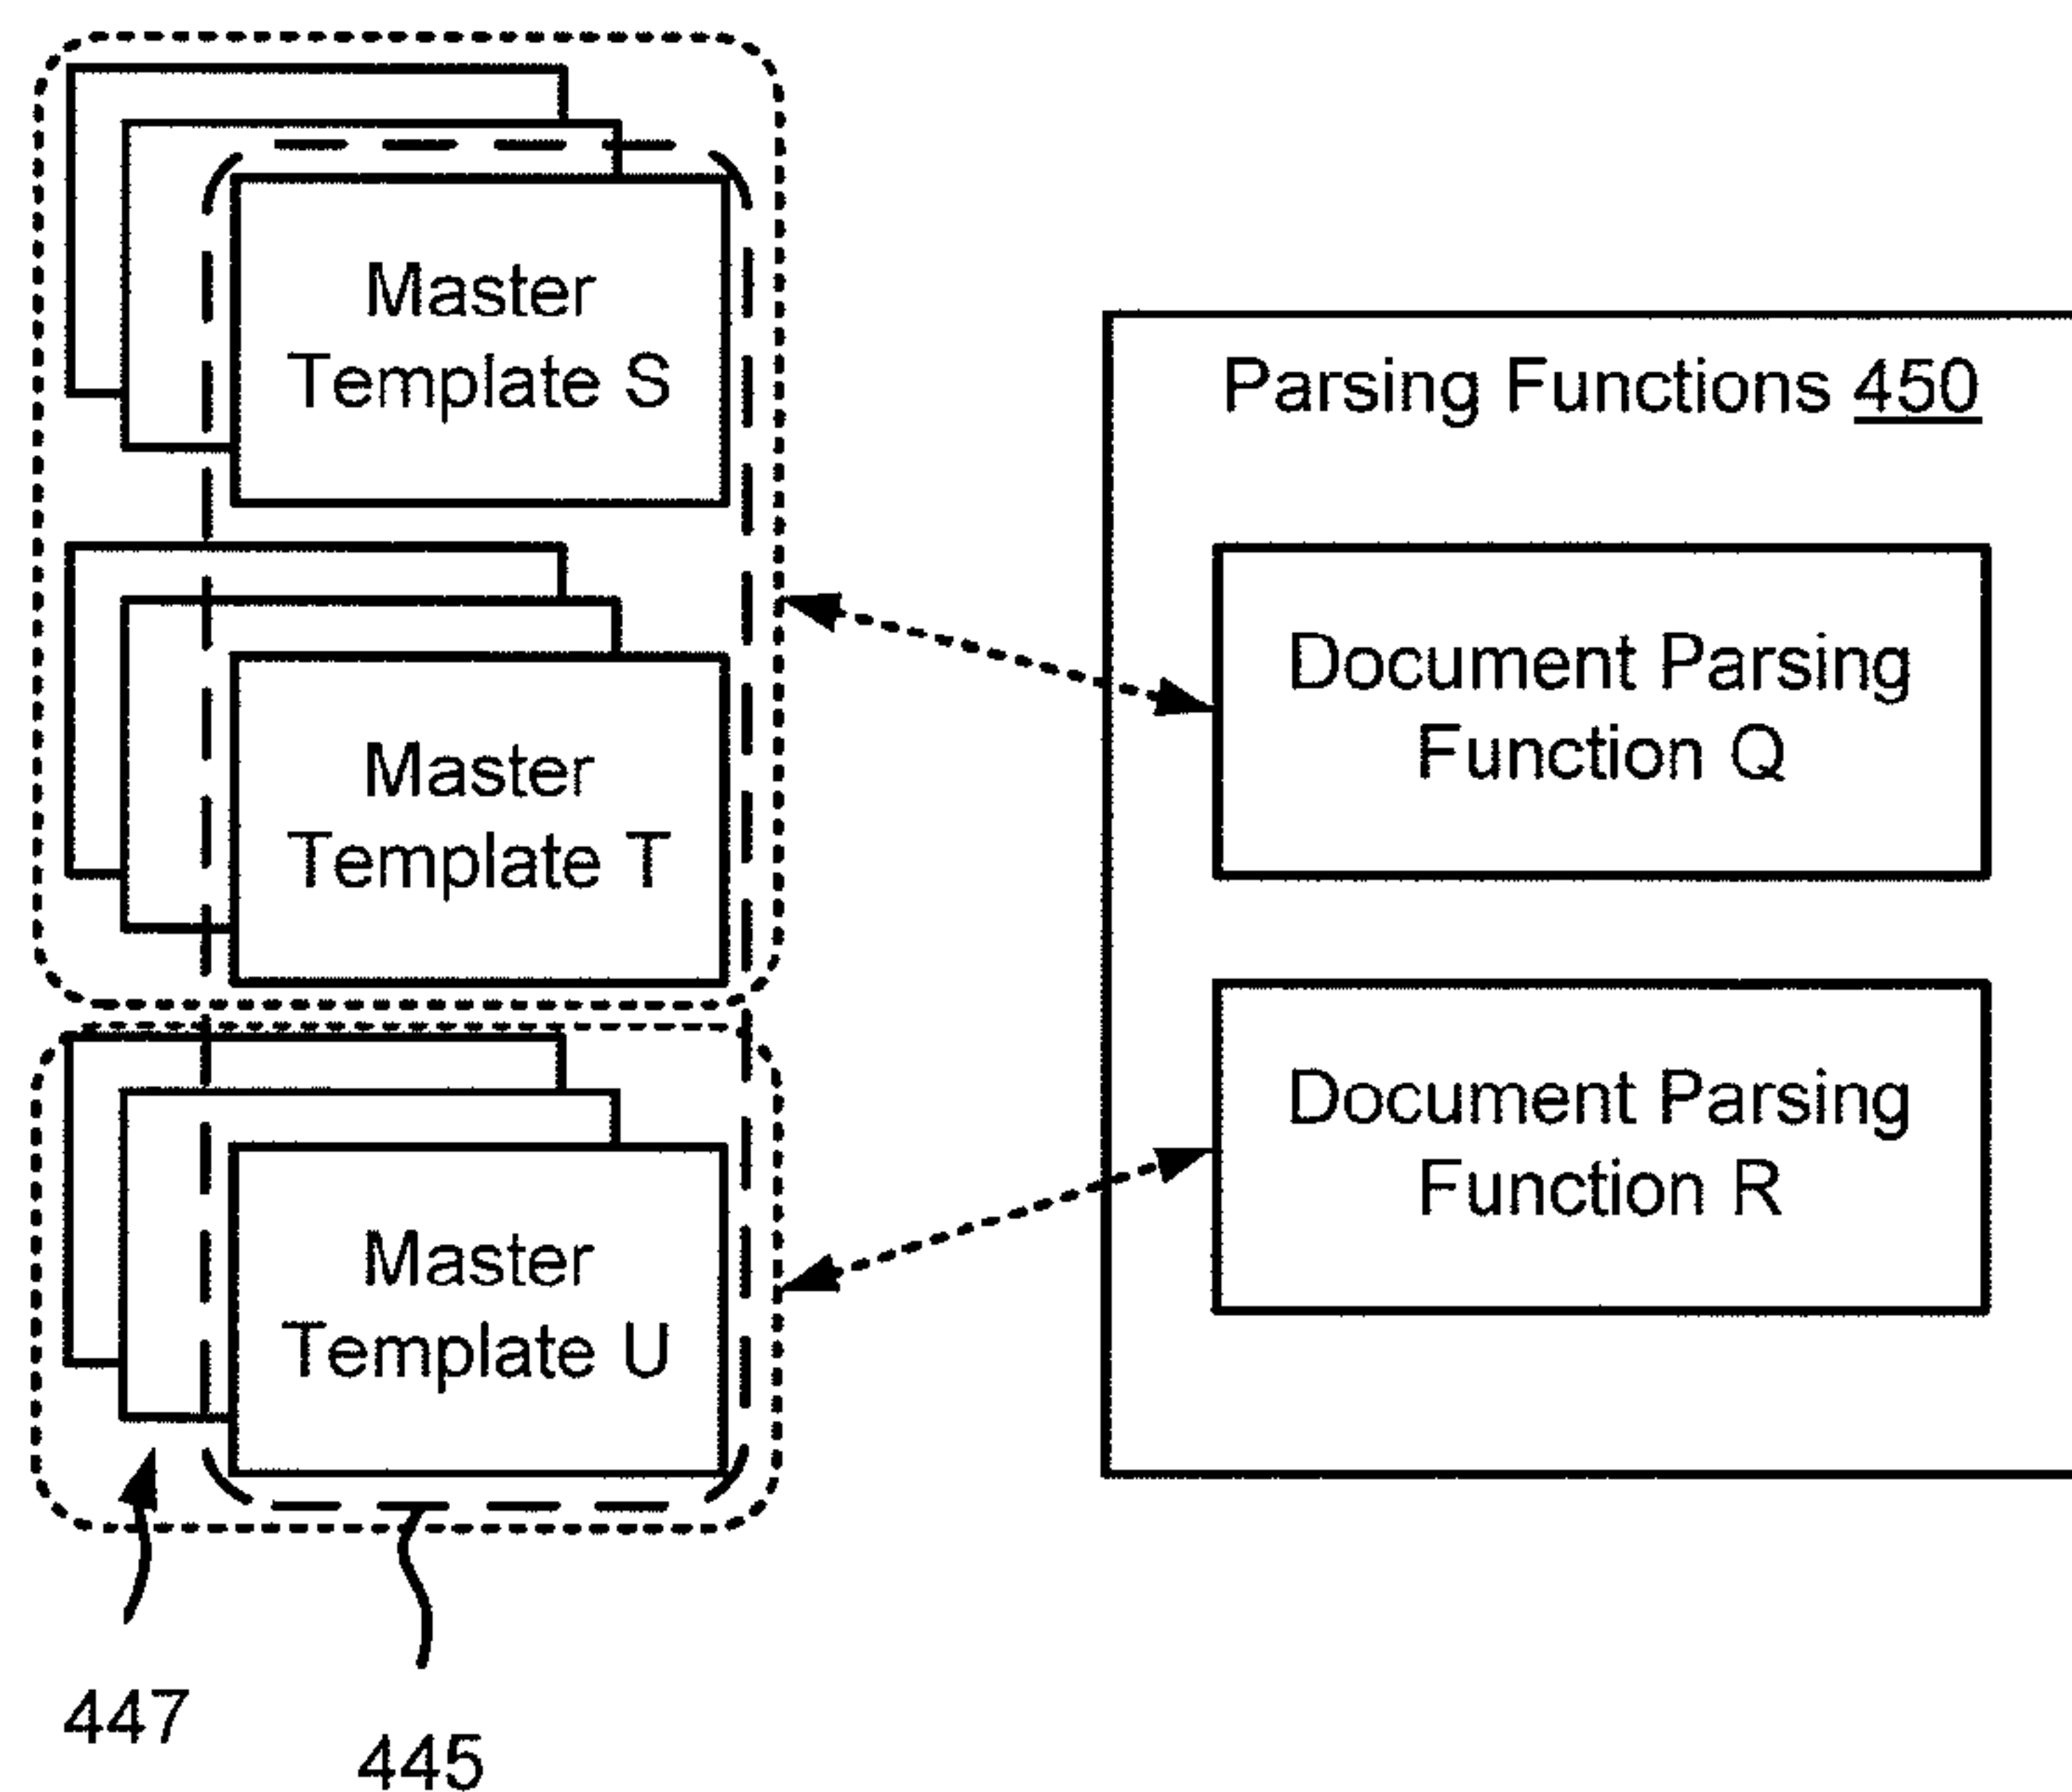 Master
Template S
Master
Template T
Master
Template U
447
445
Parsing Functions 450
Document Parsing
Function Q
Document Parsing
Function R